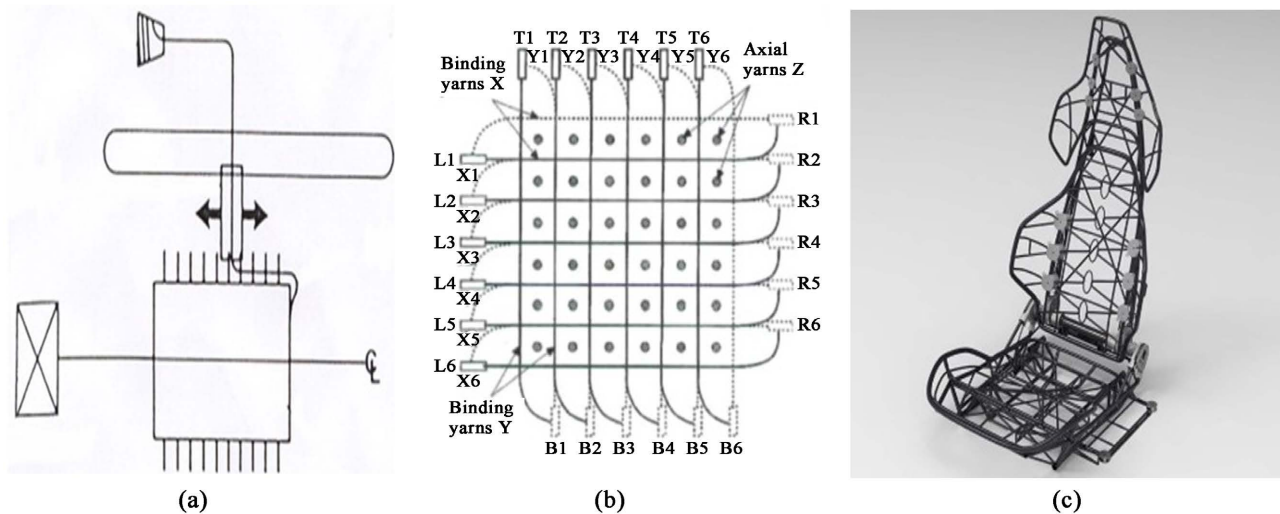 T1 T2 T3 T4 T5 T6
Y1 Y2 Y3 Y4 Y5 Y6
Binding
yarns X
Axial
yarns Z
R1
L1 R2
X1
L2 R3
X2
L3 R4
X3
L4 R5
X4
L5 R6
X5
L6
X6
Binding
yarns Y
B1 B2 B3 B4 B5 B6
(a) (b) (c)